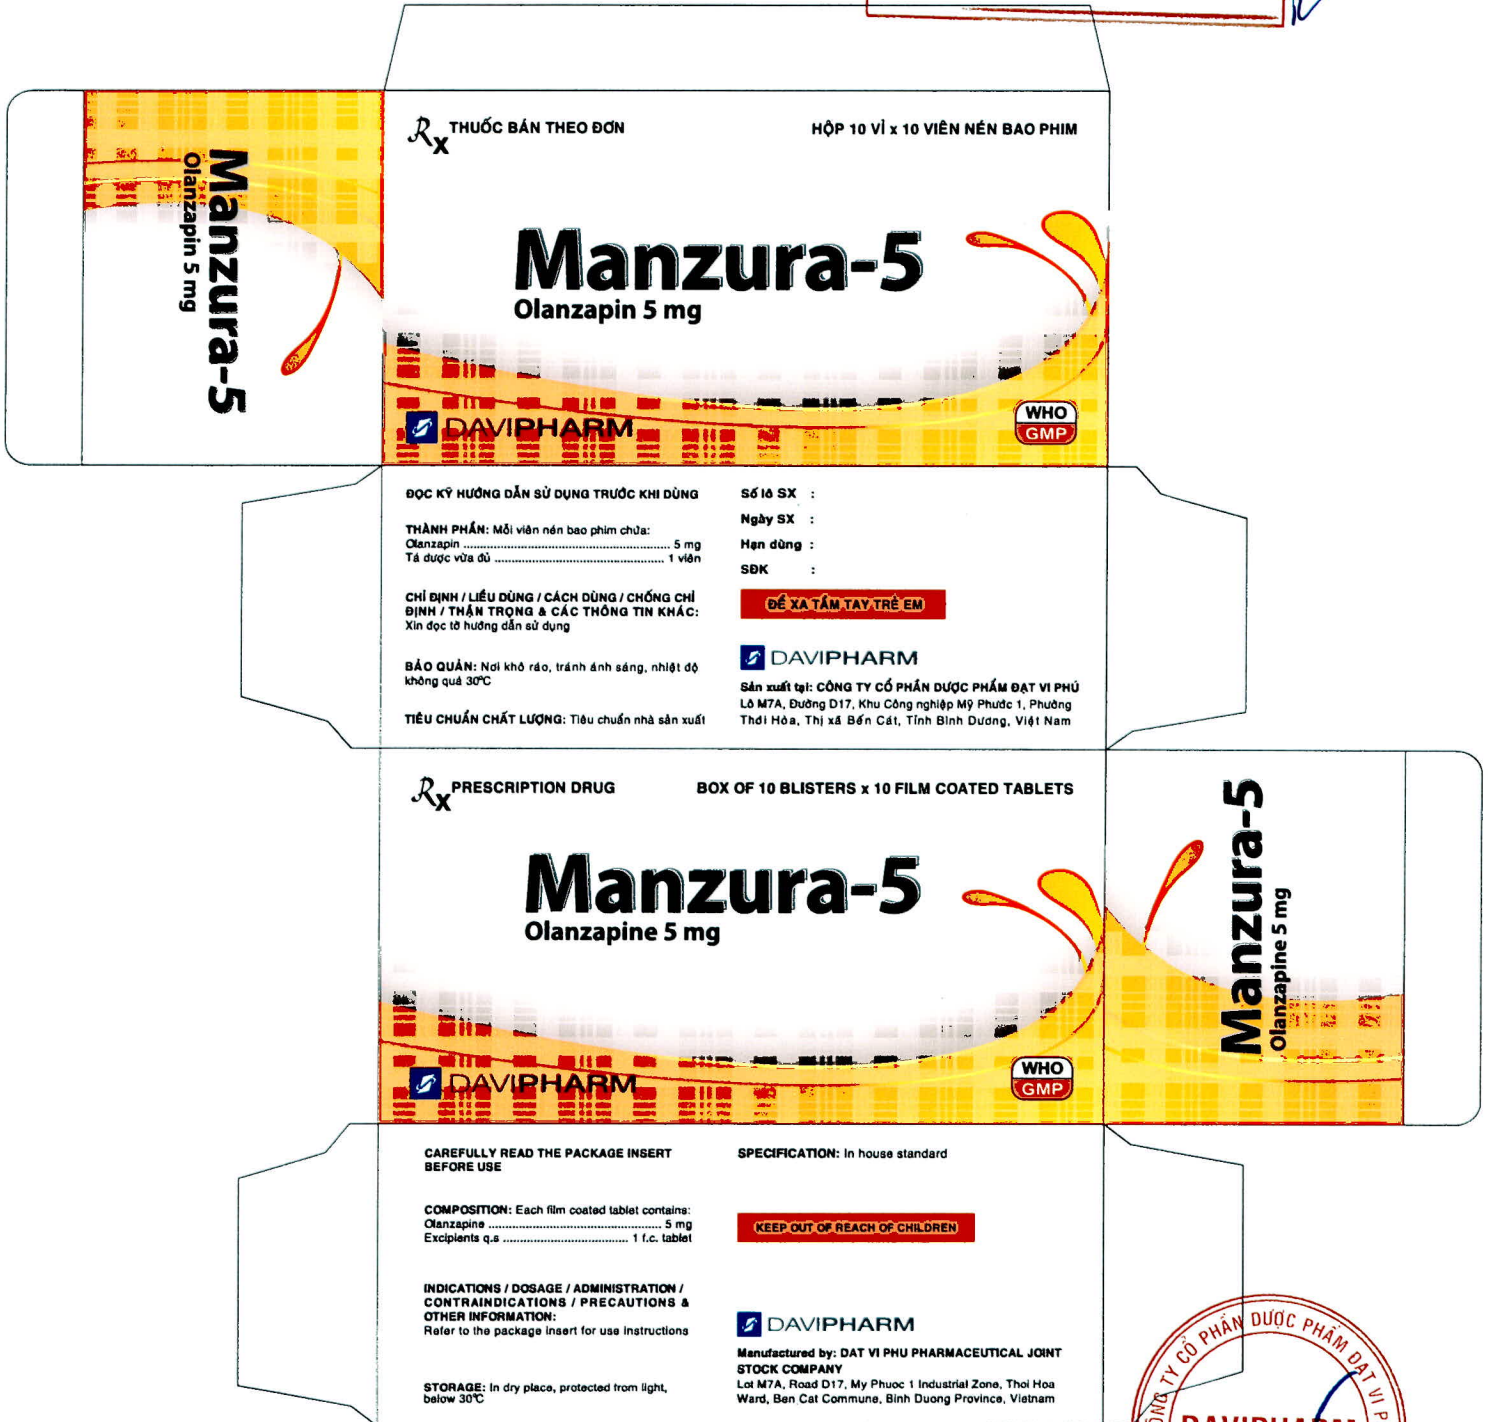 Rx THUỐC BÁN THEO ĐƠN
HỘP 10 VỈ x 10 VIÊN NÉN BAO PHIM
Manzura-5
Olanzapin 5 mg
Manzura-5
Olanzapin 5 mg
DAVIPHARM
WHO
GMP
ĐỌC KỸ HƯỚNG DẪN SỬ DỤNG TRƯỚC KHI DÙNG
THÀNH PHẦN: Mỗi viên nén bao phim chứa:
Olanzapin ............................................................. 5 mg
Tá dược vừa đủ .................................................. 1 viên
CHỈ ĐỊNH / LIỀU DÙNG / CÁCH DÙNG / CHỐNG CHỈ
ĐỊNH / THẬN TRỌNG & CÁC THÔNG TIN KHÁC:
Xin đọc tờ hướng dẫn sử dụng
BẢO QUẢN: Nơi khô ráo, tránh ánh sáng, nhiệt độ
không quá 30°C
TIÊU CHUẨN CHẤT LƯỢNG: Tiêu chuẩn nhà sản xuất
Số lô SX :
Ngày SX :
Hạn dùng :
SĐK :
ĐỂ XA TẦM TAY TRẺ EM
DAVIPHARM
Sản xuất tại: CÔNG TY CỔ PHẦN DƯỢC PHẨM ĐẠT VI PHÚ
Lô M7A, Đường D17, Khu Công nghiệp Mỹ Phước 1, Phường
Thới Hòa, Thị xã Bến Cát, Tỉnh Bình Dương, Việt Nam
Rx PRESCRIPTION DRUG
BOX OF 10 BLISTERS x 10 FILM COATED TABLETS
Manzura-5
Olanzapine 5 mg
Manzura-5
Olanzapine 5 mg
DAVIPHARM
WHO
GMP
CAREFULLY READ THE PACKAGE INSERT
BEFORE USE
COMPOSITION: Each film coated tablet contains:
Olanzapine .................................................. 5 mg
Excipients q.s ..................................... 1 f.c. tablet
INDICATIONS / DOSAGE / ADMINISTRATION /
CONTRAINDICATIONS / PRECAUTIONS &
OTHER INFORMATION:
Refer to the package insert for use instructions
STORAGE: In dry place, protected from light,
below 30°C
SPECIFICATION: In house standard
KEEP OUT OF REACH OF CHILDREN
DAVIPHARM
Manufactured by: DAT VI PHU PHARMACEUTICAL JOINT
STOCK COMPANY
Lot M7A, Road D17, My Phuoc 1 Industrial Zone, Thoi Hoa
Ward, Ben Cat Commune, Binh Duong Province, Vietnam
TY CỔ PHẦN DƯỢC PHẨM ĐẠT VI
DAVIPHARM